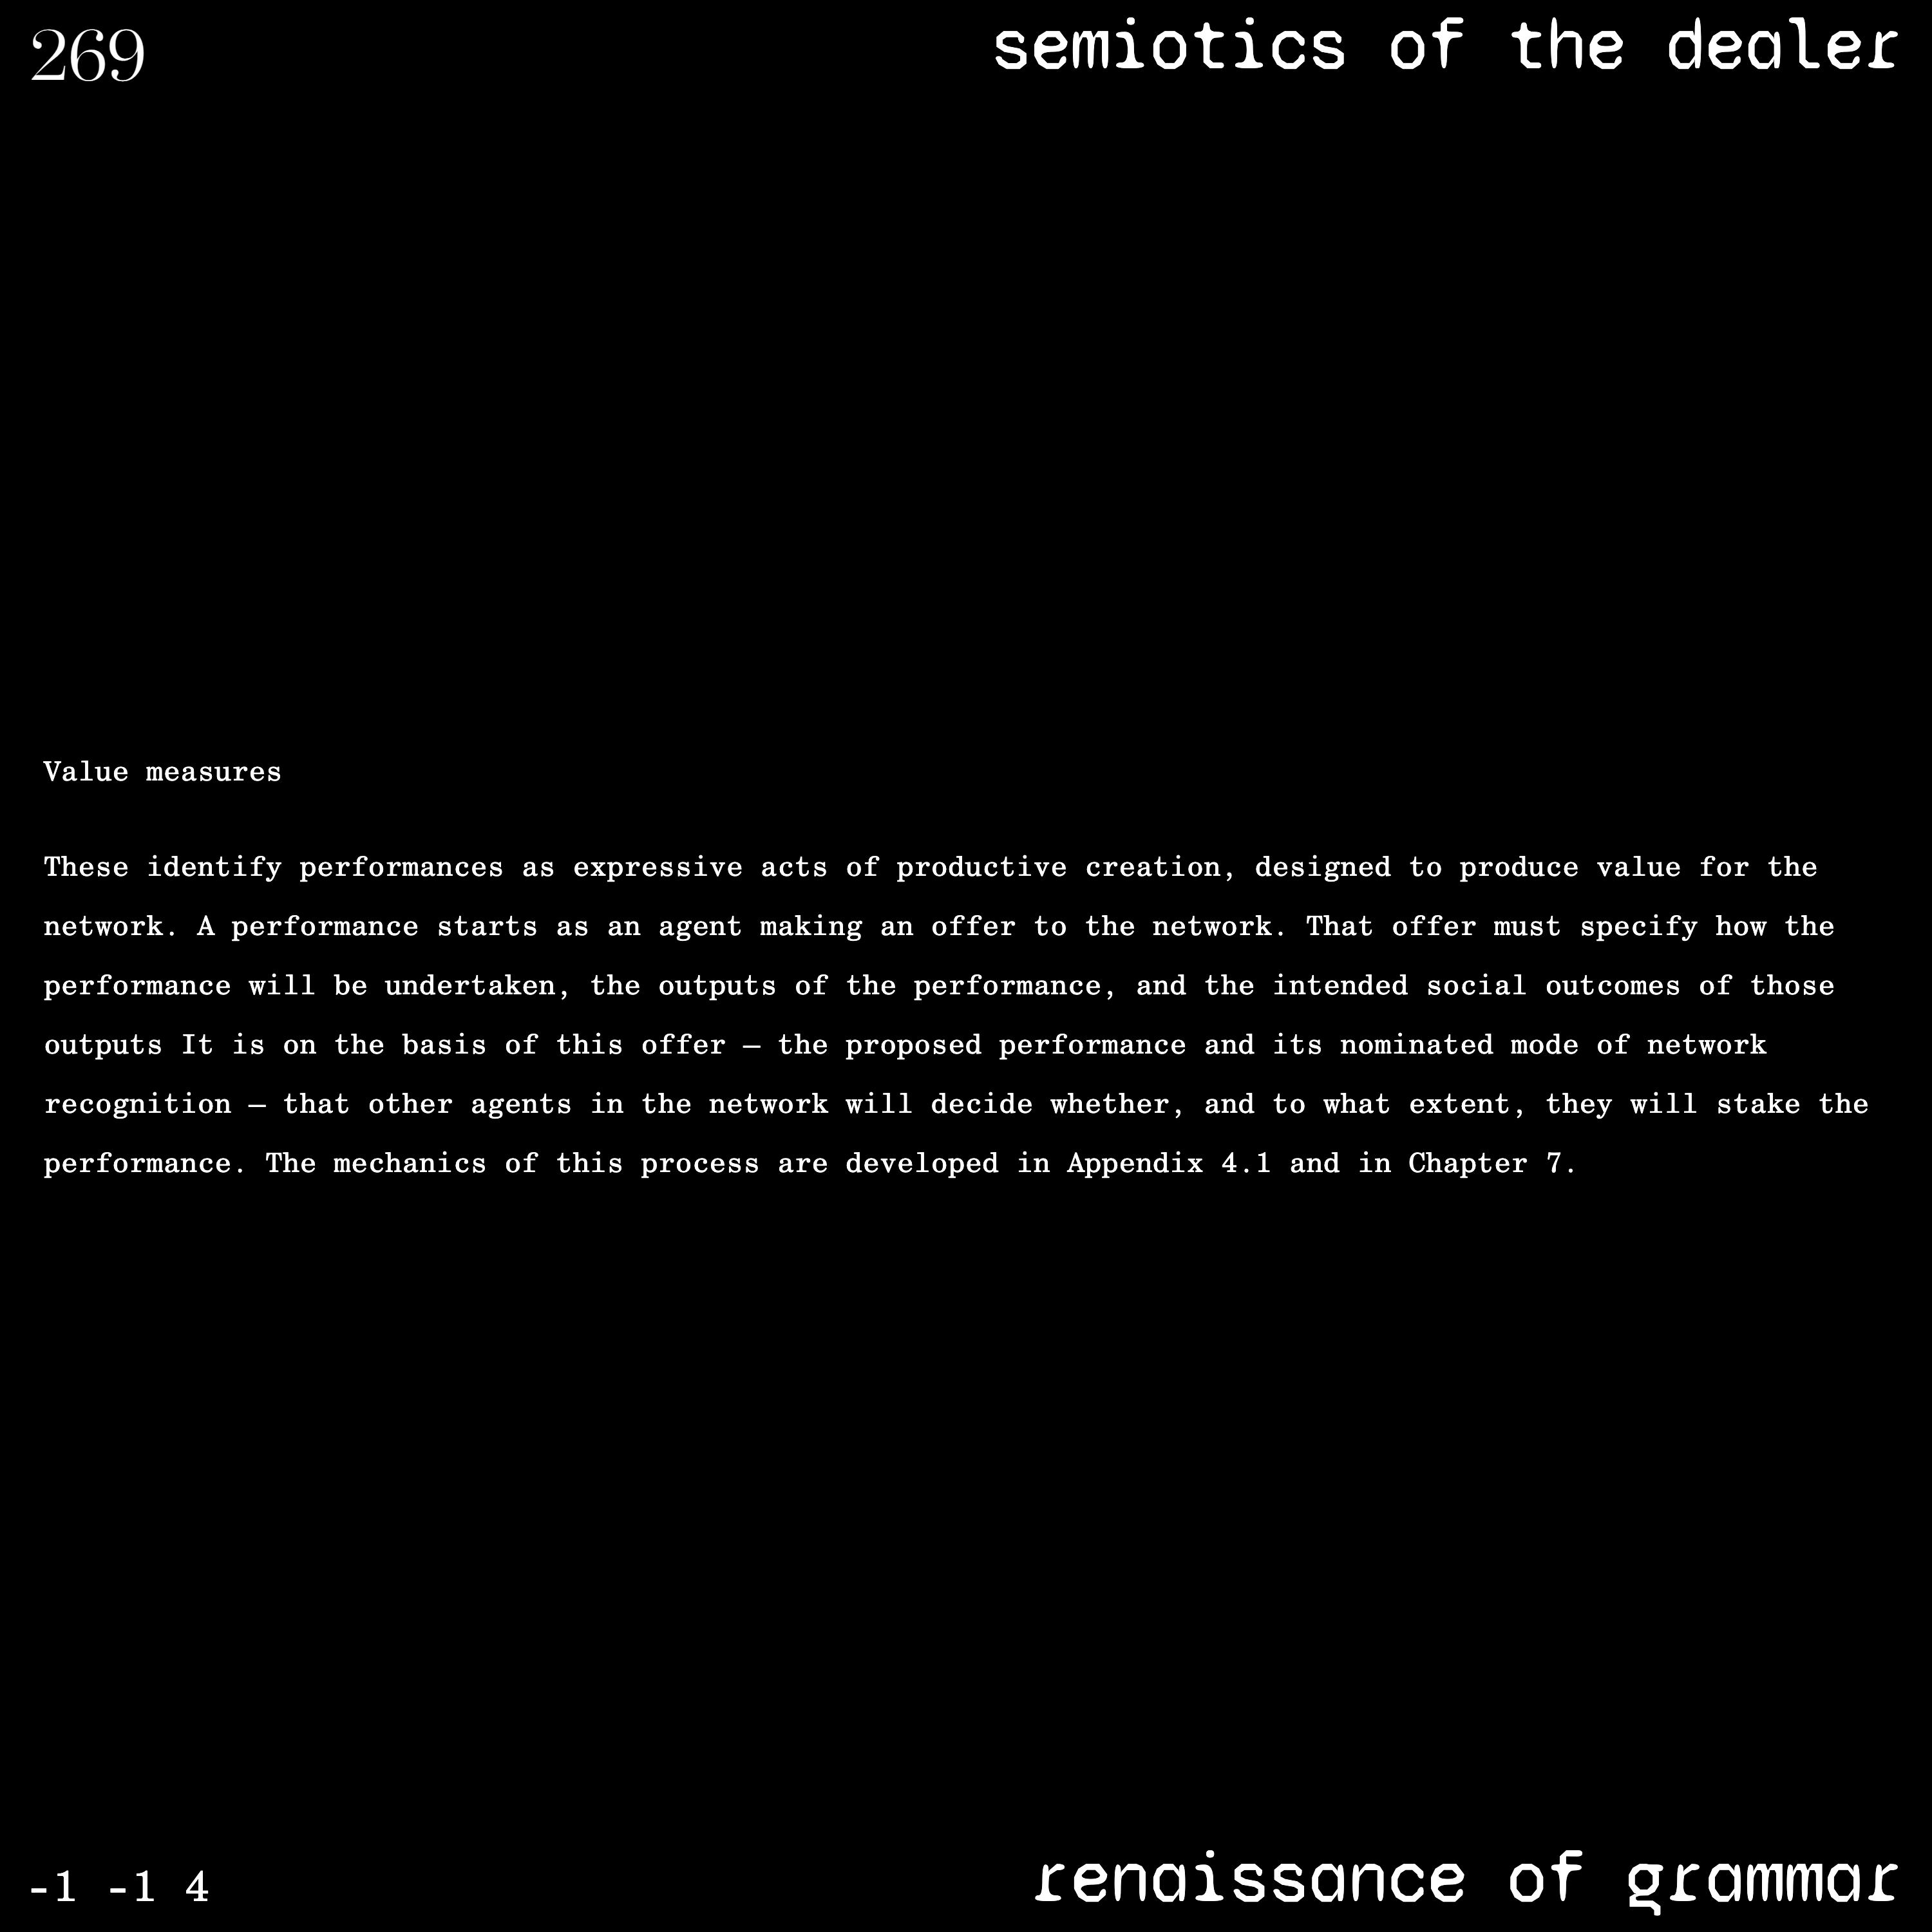 269
semiotics of the dealer
Value measures
These identify performances as expressive acts of productive creation, designed to produce value for the
network. A performance starts as an agent making an offer to the network. That offer must specify how the
performance will be undertaken, the outputs of the performance, and the intended social outcomes of those
outputs It is on the basis of this offer – the proposed performance and its nominated mode of network
recognition – that other agents in the network will decide whether, and to what extent, they will stake the
performance. The mechanics of this process are developed in Appendix 4.1 and in Chapter 7.
-1 -1 4
renaissance of grammar